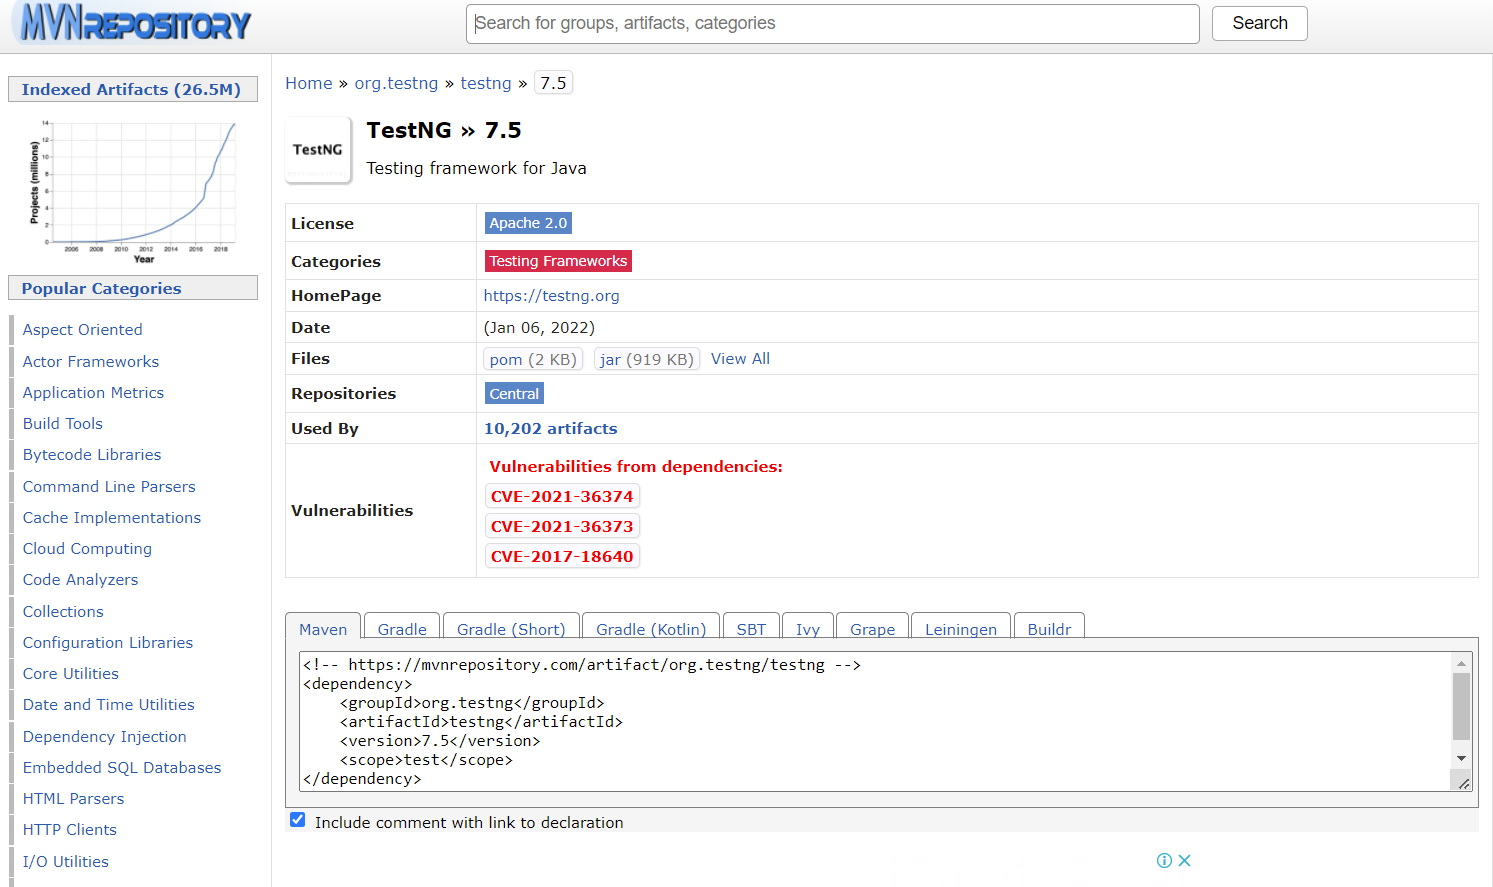 MVNREPOSITORY
Search for groups, artifacts, categories
Search
Indexed Artifacts (26.5M)
Projects (millions)
14
12
10
8
6
4
2
0
2006 2008 2010 2012 2014 2016 2018
Year
Popular Categories
Aspect Oriented
Actor Frameworks
Application Metrics
Build Tools
Bytecode Libraries
Command Line Parsers
Cache Implementations
Cloud Computing
Code Analyzers
Collections
Configuration Libraries
Core Utilities
Date and Time Utilities
Dependency Injection
Embedded SQL Databases
HTML Parsers
HTTP Clients
I/O Utilities
Home » org.testng » testng » 7.5
TestNG
TestNG » 7.5
Testing framework for Java
License Apache 2.0
Categories Testing Frameworks
HomePage https://testng.org
Date (Jan 06, 2022)
Files pom (2 KB) jar (919 KB) View All
Repositories Central
Used By 10,202 artifacts
Vulnerabilities
Vulnerabilities from dependencies:
CVE-2021-36374
CVE-2021-36373
CVE-2017-18640
Maven Gradle Gradle (Short) Gradle (Kotlin) SBT Ivy Grape Leiningen Buildr
<!-- https://mvnrepository.com/artifact/org.testng/testng -->
<dependency>
    <groupId>org.testng</groupId>
    <artifactId>testng</artifactId>
    <version>7.5</version>
    <scope>test</scope>
</dependency>
Include comment with link to declaration